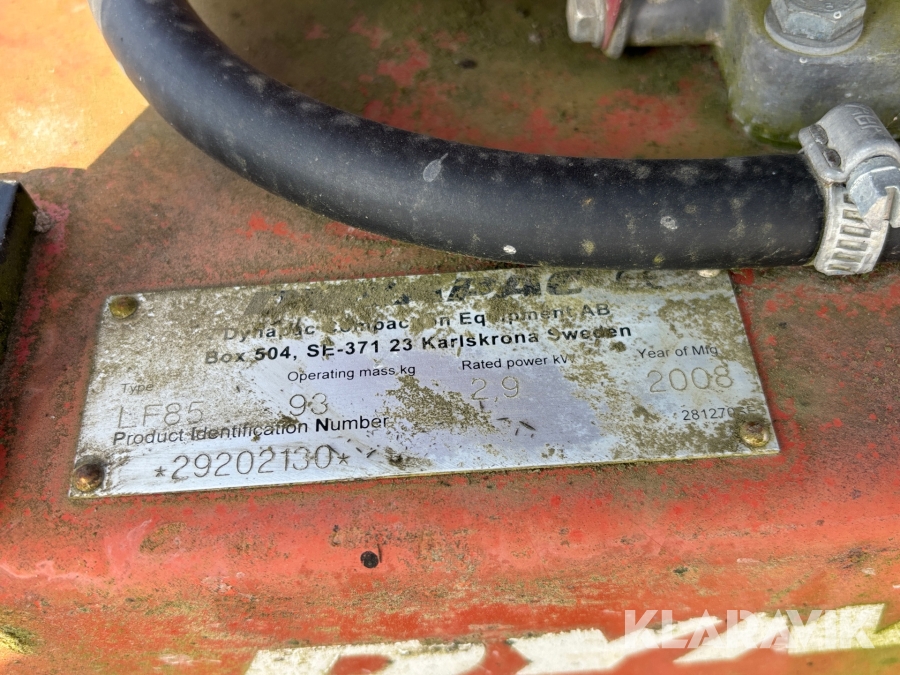 Dynapac Compaction Equipment AB
Box 504, SE-371 23 Karlskrona Sweden
Type Operating mass,kg Rated power kW Year of Mfg
LF85 93 2,9 2008
Product Identification Number
*29202130*
KLARAVIK